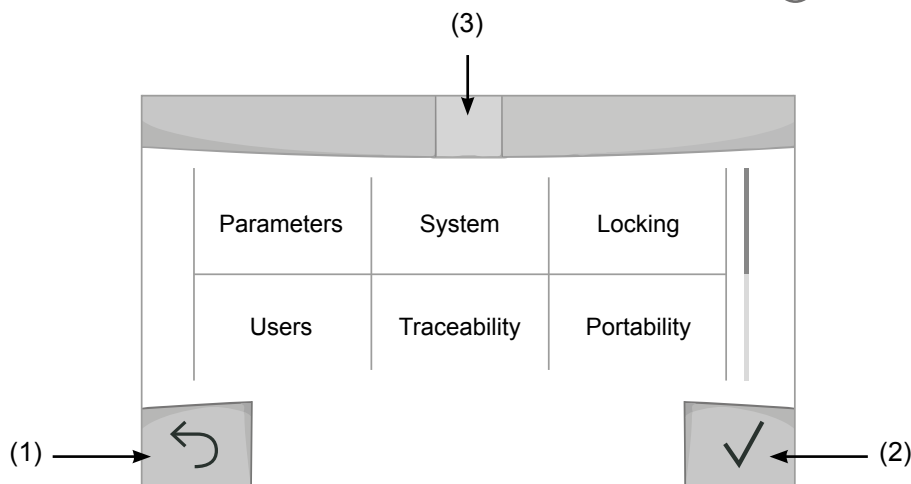 (3)
Parameters System Locking
Users Traceability Portability
(1) (2)